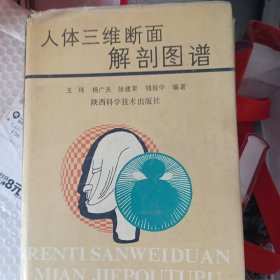 人体三维断面
解剖图谱
王玮 杨广夫 张建军 钱致中 编著
陕西科学技术出版社
RENTI SANWEIDUAN
MIAN JIEPOUTUPU